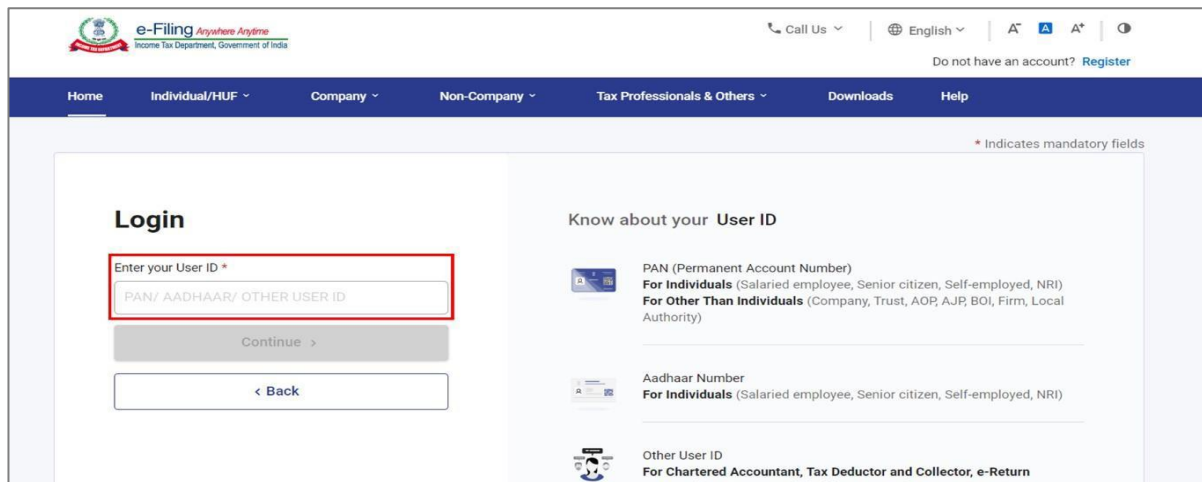 e-Filing Anywhere Anytime
Income Tax Department, Government of India
Call Us
English
A-
A
A+
Do not have an account? Register
Home
Individual/HUF
Company
Non-Company
Tax Professionals & Others
Downloads
Help
* Indicates mandatory fields
Login
Enter your User ID *
PAN/ AADHAAR/ OTHER USER ID
Continue >
< Back
Know about your User ID
PAN (Permanent Account Number)
For Individuals (Salaried employee, Senior citizen, Self-employed, NRI)
For Other Than Individuals (Company, Trust, AOP, AJP, BOI, Firm, Local
Authority)
Aadhaar Number
For Individuals (Salaried employee, Senior citizen, Self-employed, NRI)
Other User ID
For Chartered Accountant, Tax Deductor and Collector, e-Return